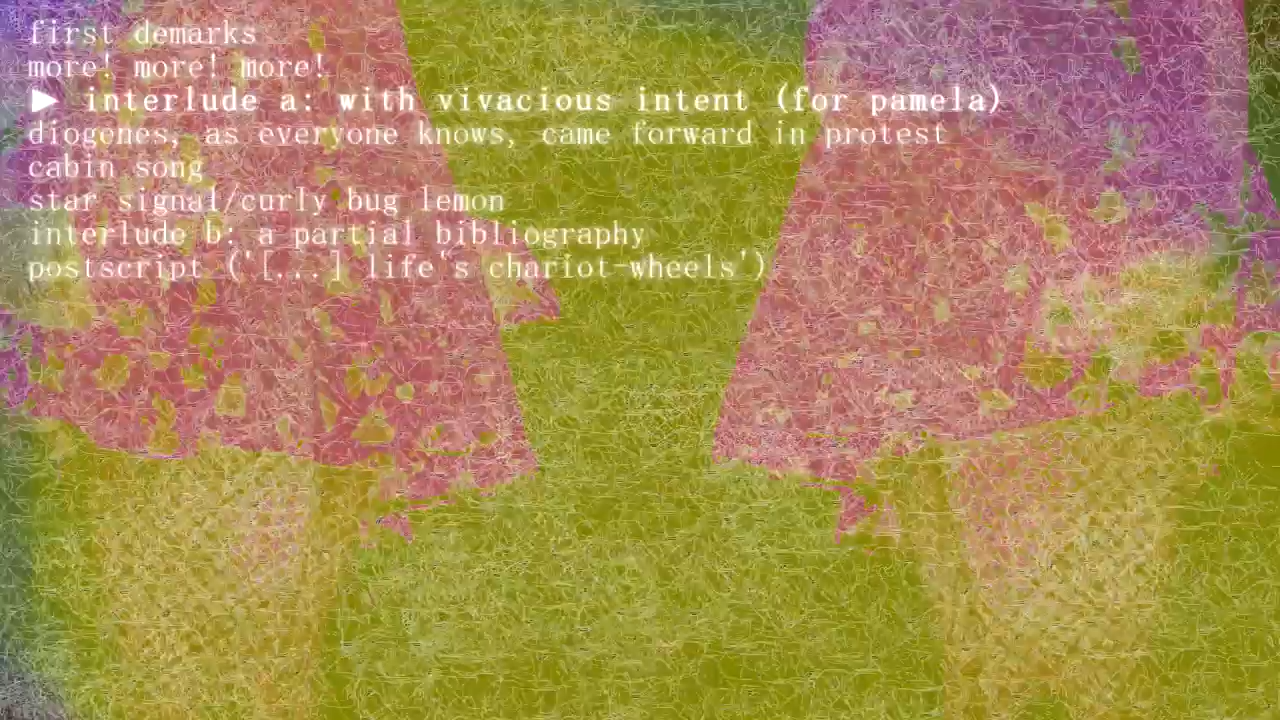 first demarks
more! more! more!
▶ interlude a: with vivacious intent (for pamela)
diogenes, as everyone knows, came forward in protest
cabin song
star signal/curly bug lemon
interlude b: a partial bibliography
postscript ('[...] life's chariot-wheels')